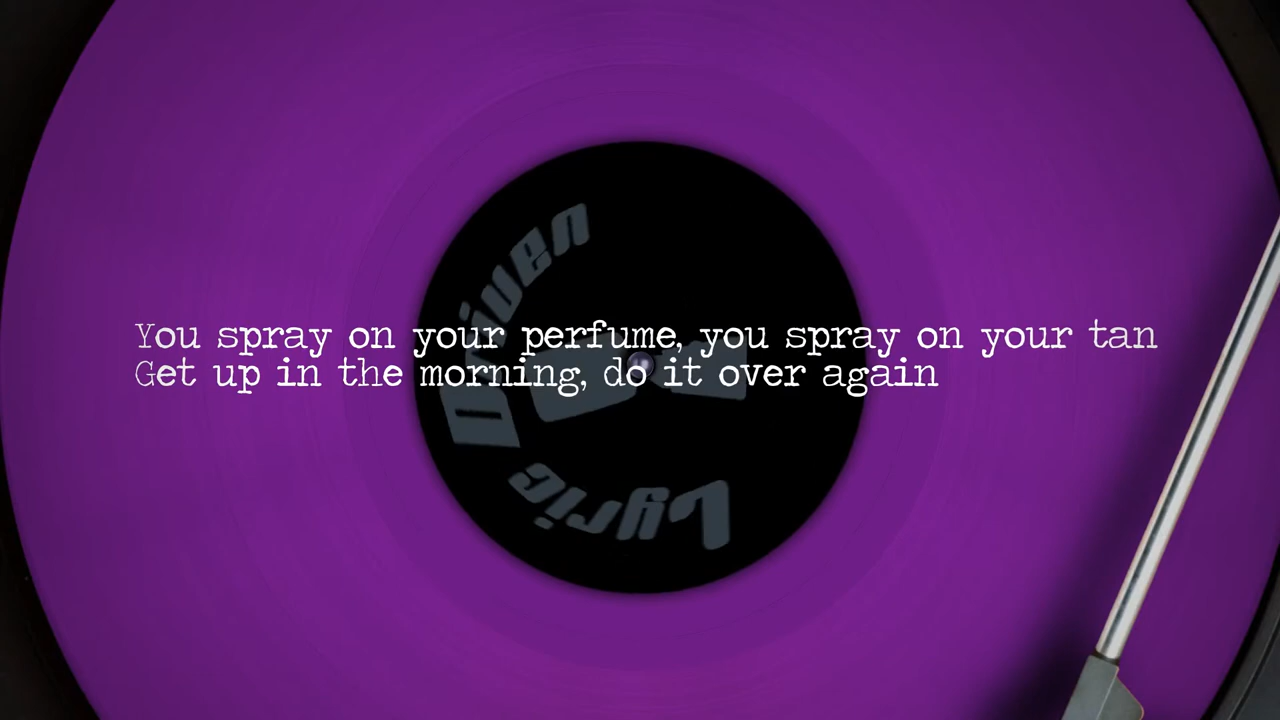 You spray on your perfume, you spray on your tan
Get up in the morning, do it over again
Lyric Driven